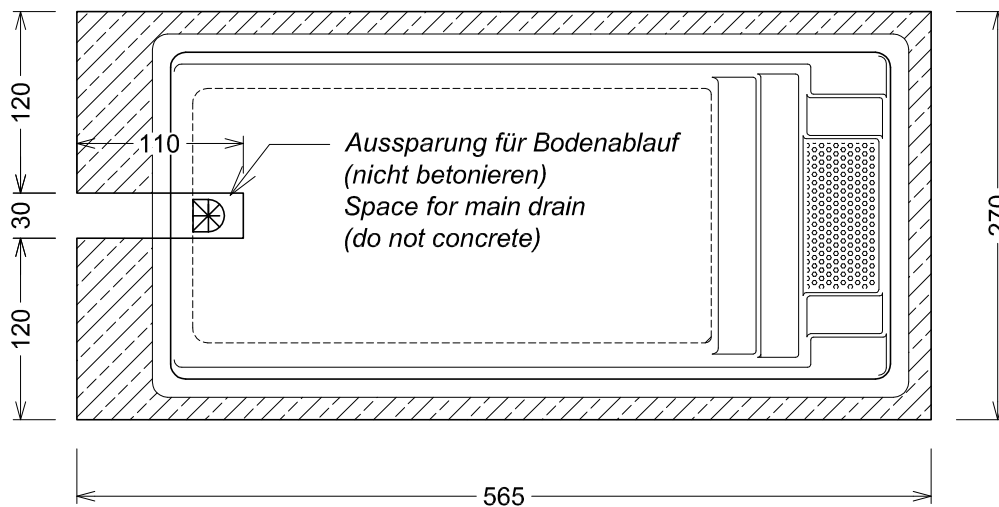 120
110
30
120
Aussparung für Bodenablauf
(nicht betonieren)
Space for main drain
(do not concrete)
270
565